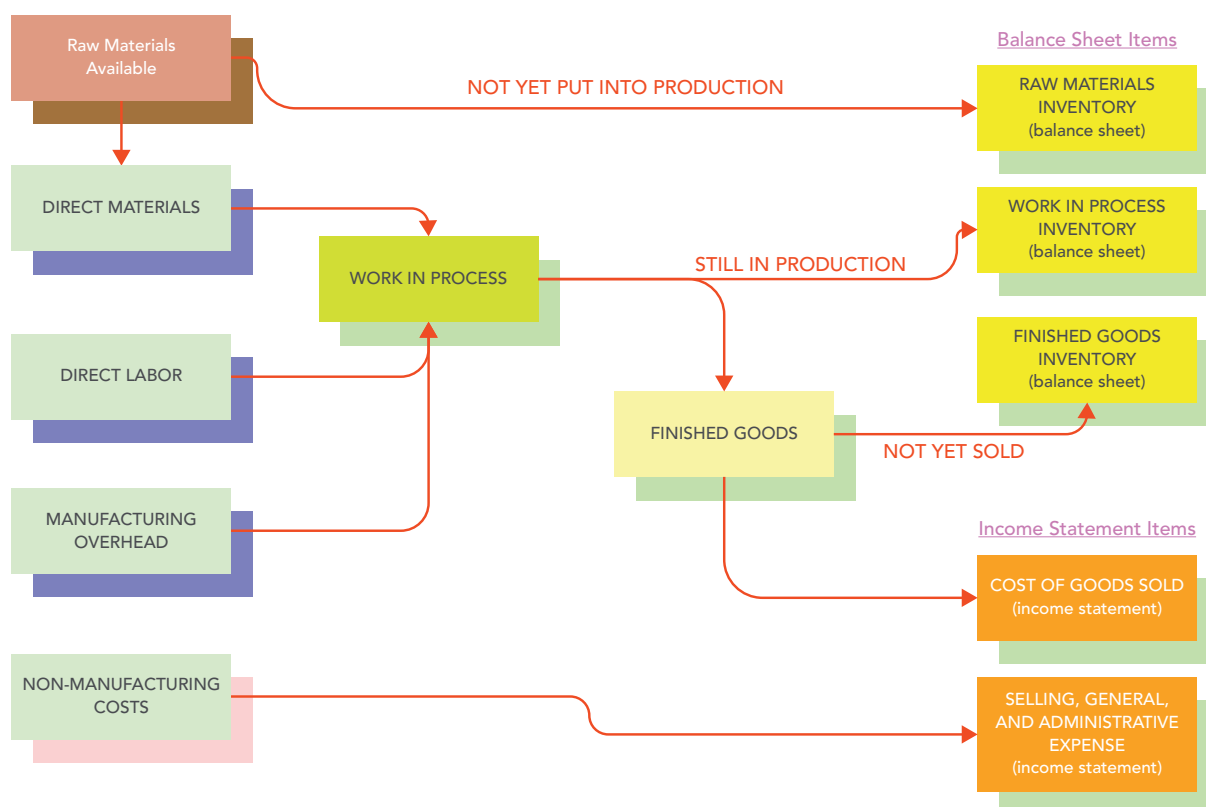 Raw Materials
Available
Balance Sheet Items
NOT YET PUT INTO PRODUCTION
RAW MATERIALS
INVENTORY
(balance sheet)
DIRECT MATERIALS
WORK IN PROCESS
INVENTORY
(balance sheet)
WORK IN PROCESS
STILL IN PRODUCTION
DIRECT LABOR
FINISHED GOODS
INVENTORY
(balance sheet)
FINISHED GOODS
NOT YET SOLD
MANUFACTURING
OVERHEAD
Income Statement Items
COST OF GOODS SOLD
(income statement)
NON-MANUFACTURING
COSTS
SELLING, GENERAL,
AND ADMINISTRATIVE
EXPENSE
(income statement)